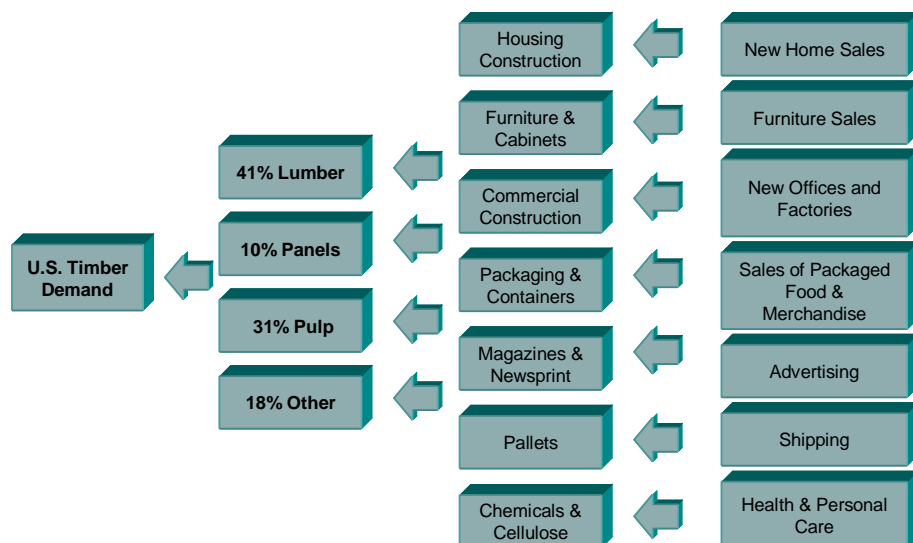 Housing
Construction
New Home Sales
Furniture &
Cabinets
Furniture Sales
41% Lumber
Commercial
Construction
New Offices and
Factories
10% Panels
U.S. Timber
Demand
Packaging &
Containers
Sales of Packaged
Food &
Merchandise
31% Pulp
Magazines &
Newsprint
Advertising
18% Other
Pallets
Shipping
Chemicals &
Cellulose
Health & Personal
Care